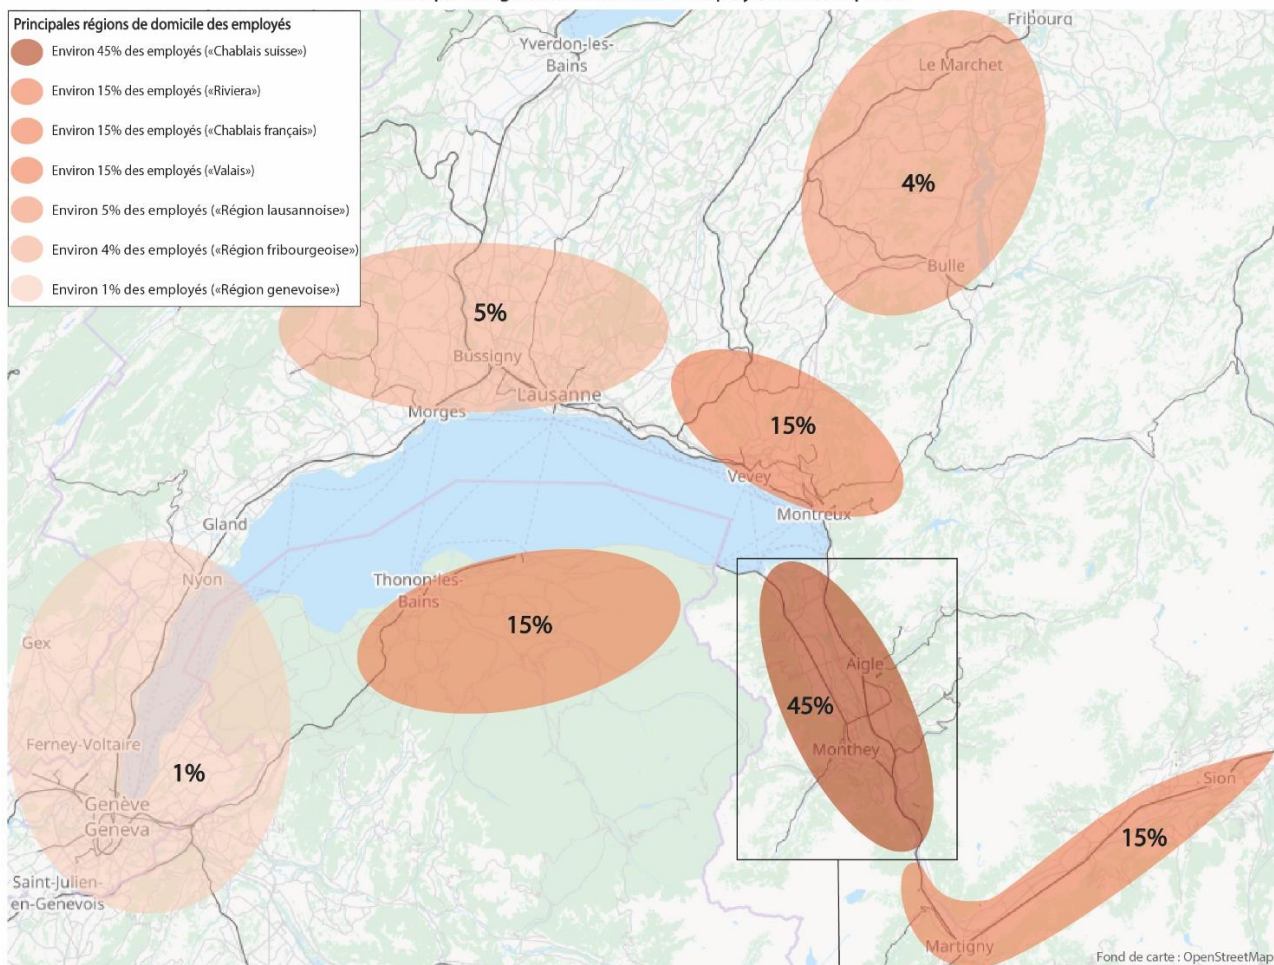 Principales régions de domicile des employés
Environ 45% des employés («Chablais suisse»)
Environ 15% des employés («Riviera»)
Environ 15% des employés («Chablais français»)
Environ 15% des employés («Valais»)
Environ 5% des employés («Région lausannoise»)
Environ 4% des employés («Région fribourgeoise»)
Environ 1% des employés («Région genevoise»)
Fribourg
Yverdon-les-
Bains
Le Marchet
4%
Bulle
5%
Bussigny
Lausanne
Morges
15%
Vevey
Montreux
Gland
Nyon
Thonon-les-
Bains
15%
Gex
Aigle
45%
Monthey
Ferney-Voltaire
1%
Genève
Geneva
Sion
15%
Saint-Julien-
en-Genevois
Martigny
Fond de carte : OpenStreetMap